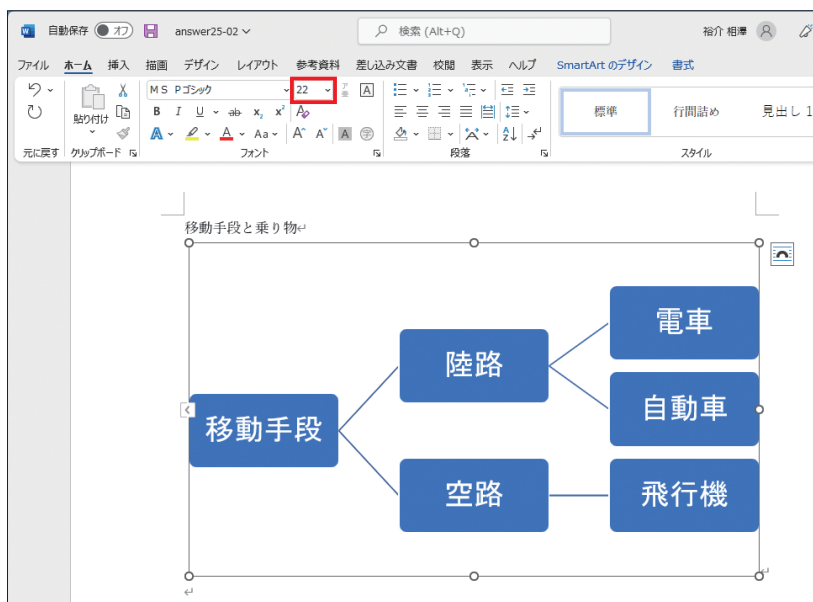 自動保存 オフ answer25-02 検索 (Alt+Q) 裕介 相澤
ファイル ホーム 挿入 描画 デザイン レイアウト 参考資料 差し込み文書 校閲 表示 ヘルプ SmartArt のデザイン 書式
MS Pゴシック 22 ア亜 A
貼り付け B I U ab x₂ x² A 標準 行間詰め 見出し 1
A A Aa A A A 字
元に戻す クリップボード フォント 段落 スタイル
移動手段と乗り物
電車
陸路
自動車
移動手段
空路
飛行機